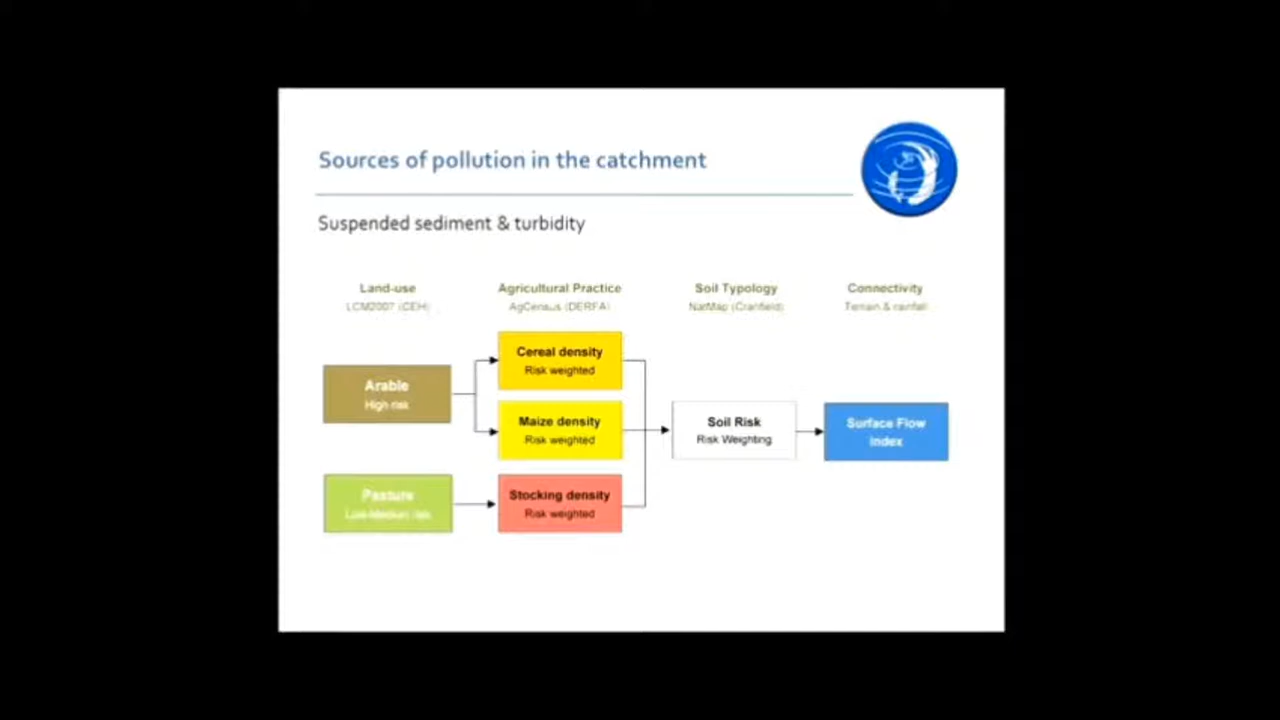 Sources of pollution in the catchment
Suspended sediment & turbidity
Land-use
LCM2007 (CEH)
Agricultural Practice
AgCensus (DERFA)
Soil Typology
NatMap (Cranfield)
Connectivity
Terrain & rainfall
Arable
High risk
Pasture
Low-Medium risk
Cereal density
Risk weighted
Maize density
Risk weighted
Stocking density
Risk weighted
Soil Risk
Risk Weighting
Surface Flow
Index